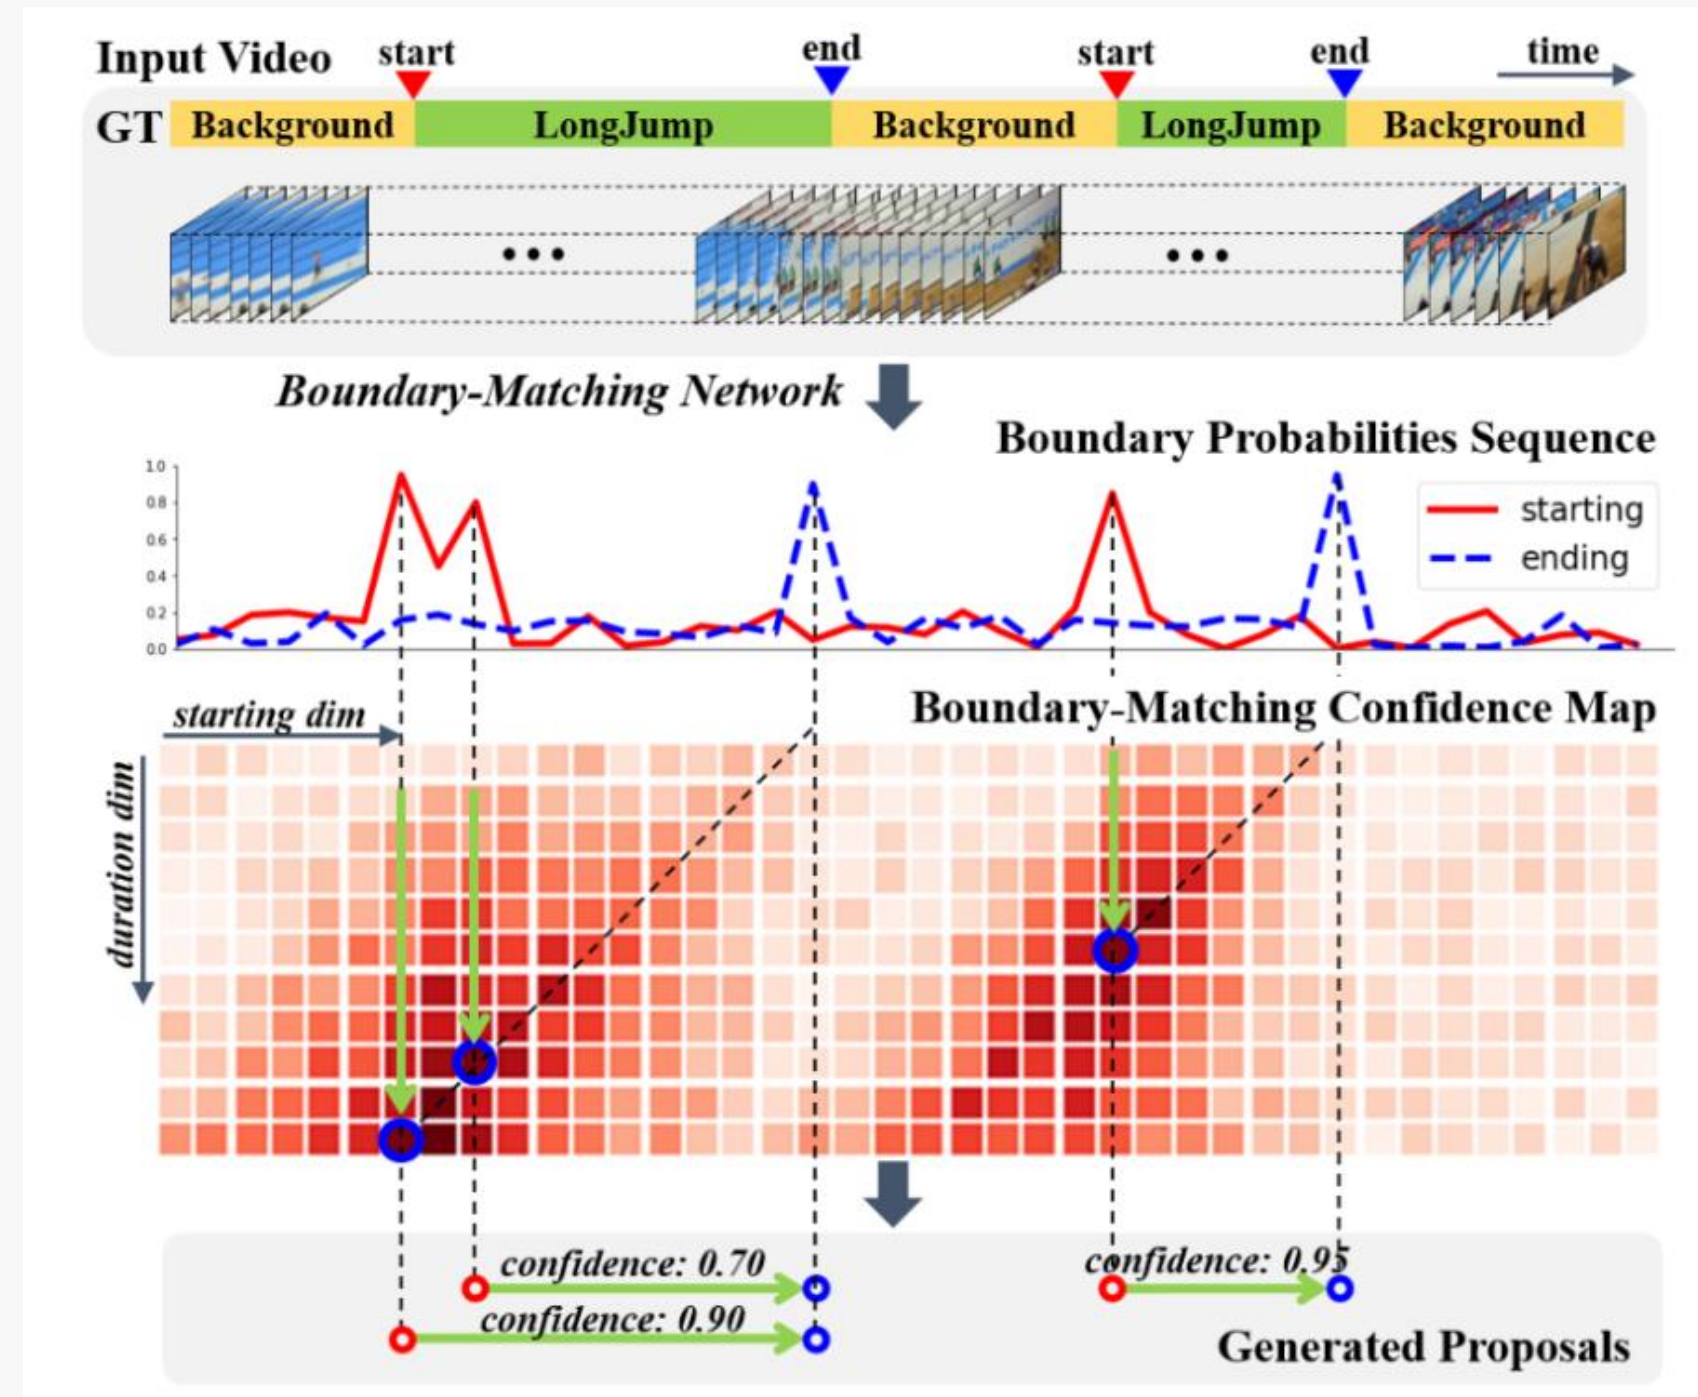 Input Video start end start end time
GT Background LongJump Background LongJump Background
Boundary-Matching Network
Boundary Probabilities Sequence
1.0
0.8
0.6
0.4
0.2
0.0
starting
ending
Boundary-Matching Confidence Map
starting dim
duration dim
confidence: 0.70
confidence: 0.90
confidence: 0.95
Generated Proposals